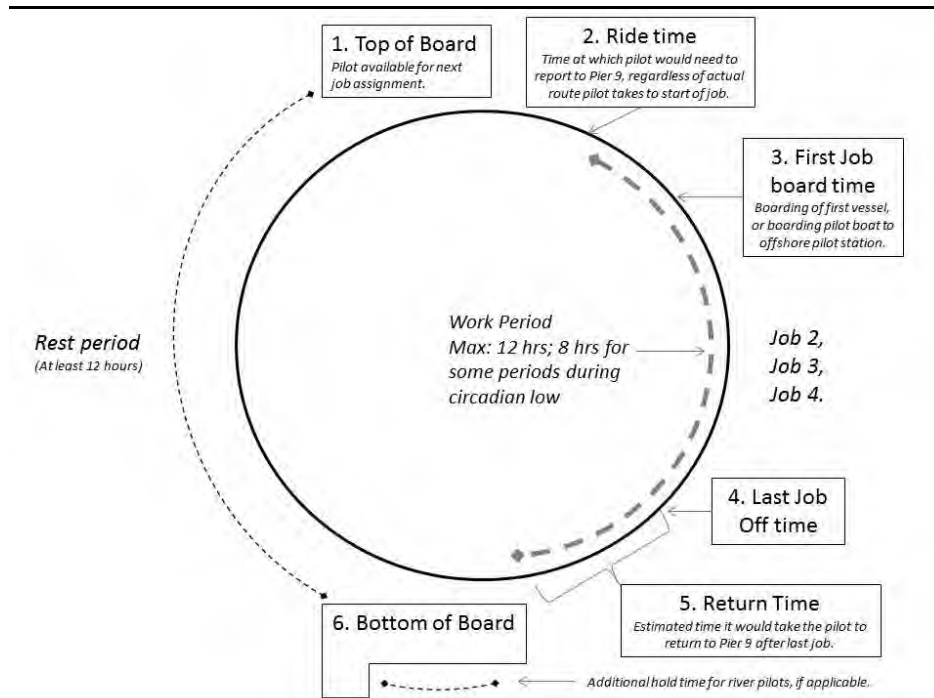 1. Top of Board
Pilot available for next
job assignment.
2. Ride time
Time at which pilot would need to
report to Pier 9, regardless of actual
route pilot takes to start of job.
3. First Job
board time
Boarding of first vessel,
or boarding pilot boat to
offshore pilot station.
Rest period
(At least 12 hours)
Work Period
Max: 12 hrs; 8 hrs for
some periods during
circadian low
Job 2,
Job 3,
Job 4.
4. Last Job
Off time
5. Return Time
Estimated time it would take the pilot to
return to Pier 9 after last job.
6. Bottom of Board
Additional hold time for river pilots, if applicable.